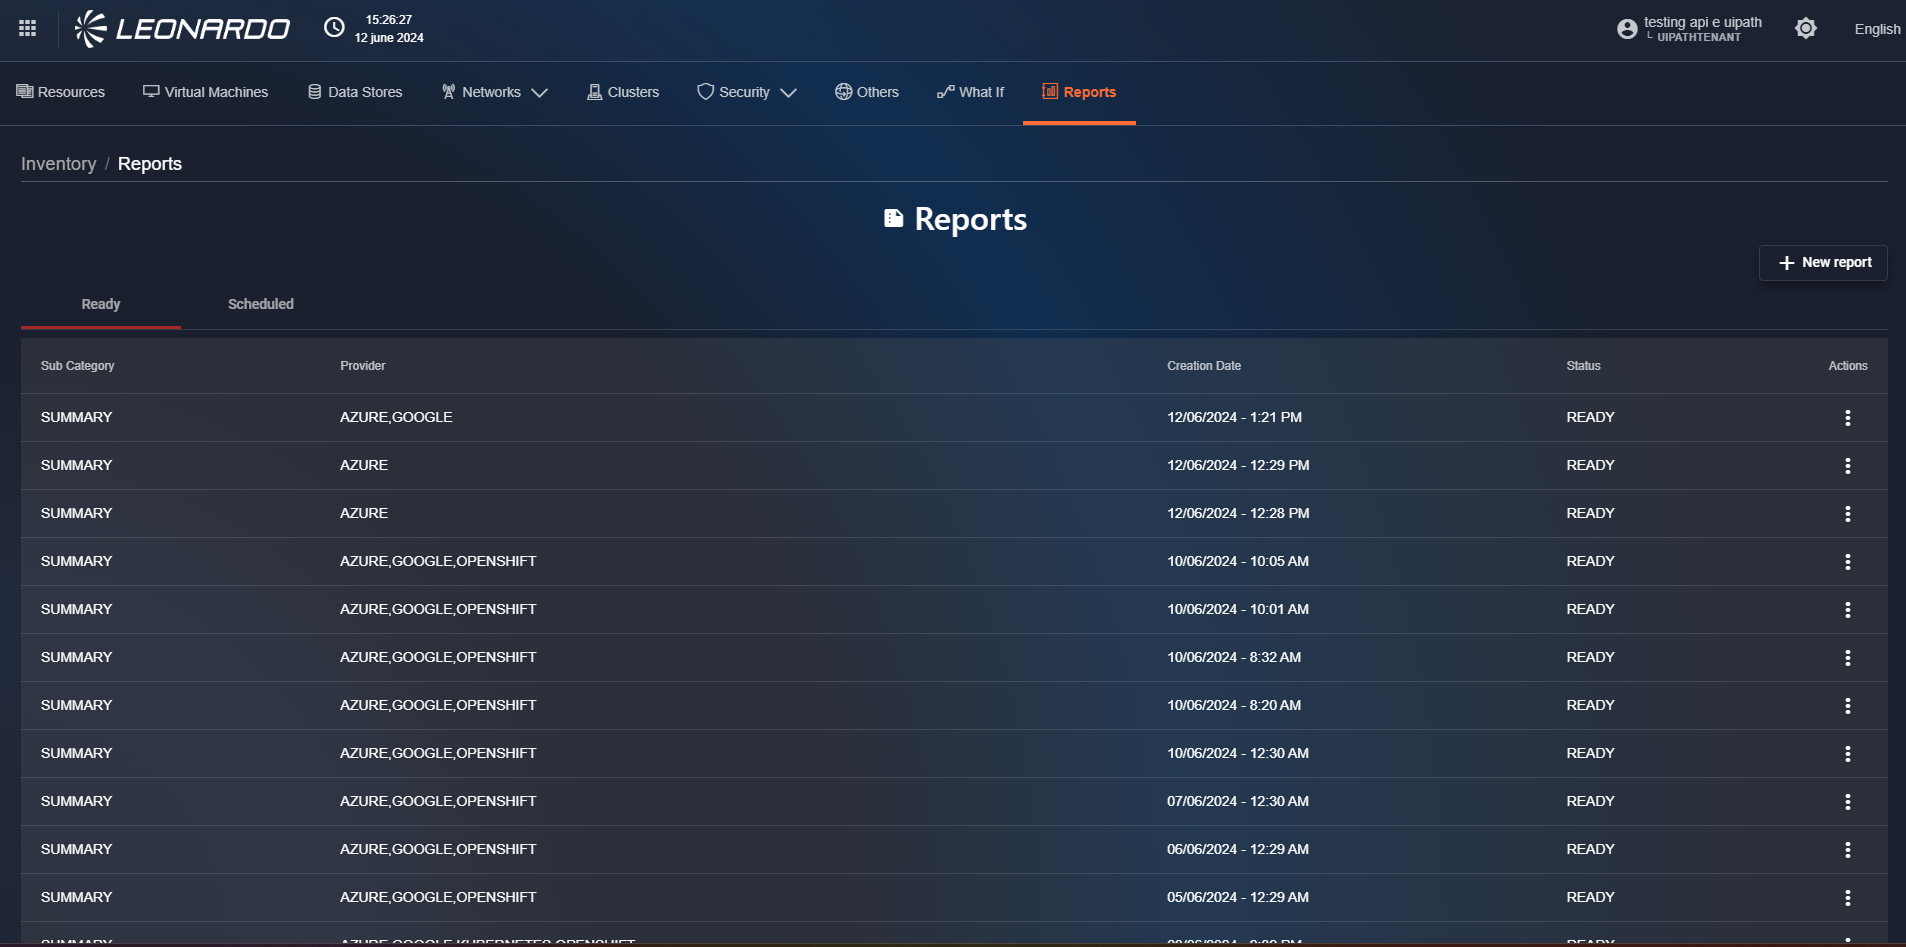 LEONARDO
15:26:27
12 june 2024
testing api e uipath
└ UIPATHTENANT
English
Resources Virtual Machines Data Stores Networks Clusters Security Others What If Reports
Inventory / Reports
Reports
+ New report
Ready Scheduled
Sub Category Provider Creation Date Status Actions
SUMMARY AZURE,GOOGLE 12/06/2024 - 1:21 PM READY
SUMMARY AZURE 12/06/2024 - 12:29 PM READY
SUMMARY AZURE 12/06/2024 - 12:28 PM READY
SUMMARY AZURE,GOOGLE,OPENSHIFT 10/06/2024 - 10:05 AM READY
SUMMARY AZURE,GOOGLE,OPENSHIFT 10/06/2024 - 10:01 AM READY
SUMMARY AZURE,GOOGLE,OPENSHIFT 10/06/2024 - 8:32 AM READY
SUMMARY AZURE,GOOGLE,OPENSHIFT 10/06/2024 - 8:20 AM READY
SUMMARY AZURE,GOOGLE,OPENSHIFT 10/06/2024 - 12:30 AM READY
SUMMARY AZURE,GOOGLE,OPENSHIFT 07/06/2024 - 12:30 AM READY
SUMMARY AZURE,GOOGLE,OPENSHIFT 06/06/2024 - 12:29 AM READY
SUMMARY AZURE,GOOGLE,OPENSHIFT 05/06/2024 - 12:29 AM READY
SUMMARY AZURE,GOOGLE,KUBERNETES,OPENSHIFT READY